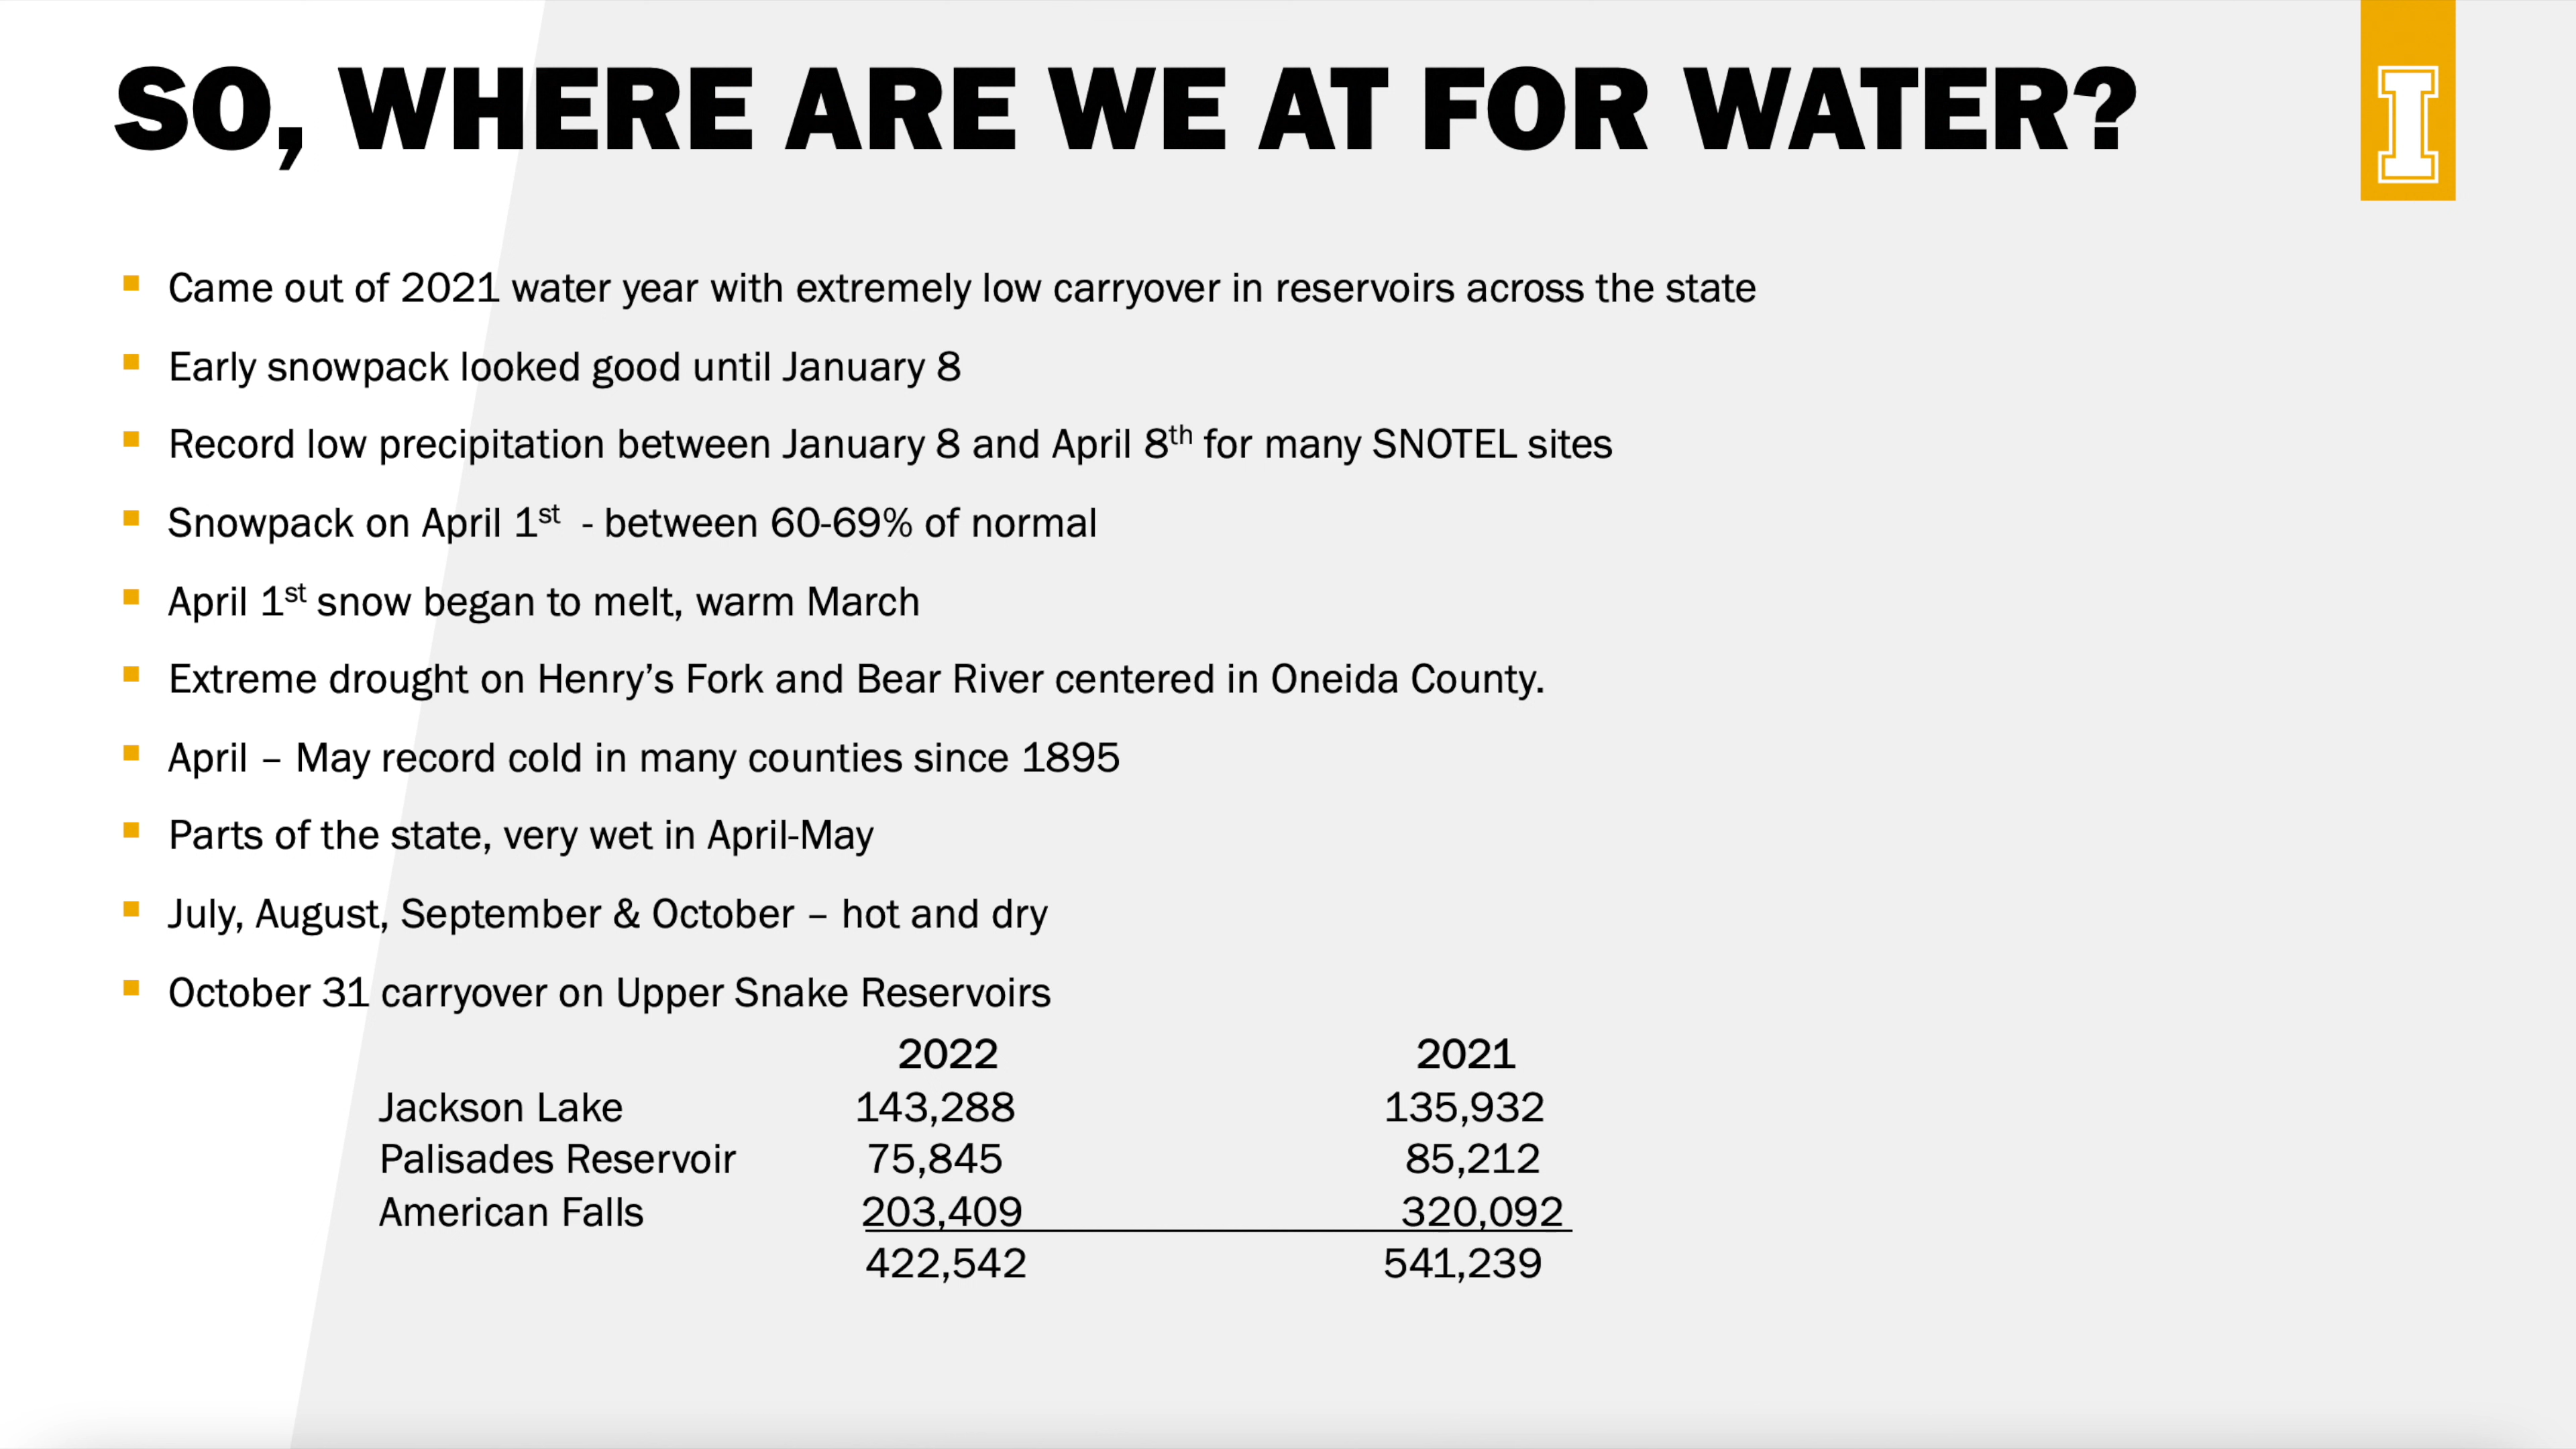 SO, WHERE ARE WE AT FOR WATER?
I
▪ Came out of 2021 water year with extremely low carryover in reservoirs across the state
▪ Early snowpack looked good until January 8
▪ Record low precipitation between January 8 and April 8th for many SNOTEL sites
▪ Snowpack on April 1st - between 60-69% of normal
▪ April 1st snow began to melt, warm March
▪ Extreme drought on Henry’s Fork and Bear River centered in Oneida County.
▪ April – May record cold in many counties since 1895
▪ Parts of the state, very wet in April-May
▪ July, August, September & October – hot and dry
▪ October 31 carryover on Upper Snake Reservoirs
2022 2021
Jackson Lake 143,288 135,932
Palisades Reservoir 75,845 85,212
American Falls 203,409 320,092
422,542 541,239